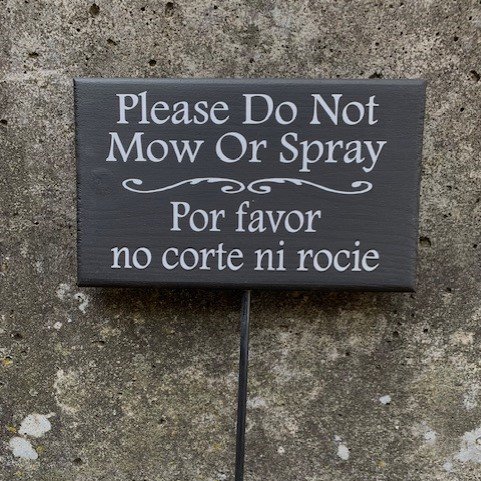 Please Do Not
Mow Or Spray
Por favor
no corte ni rocie